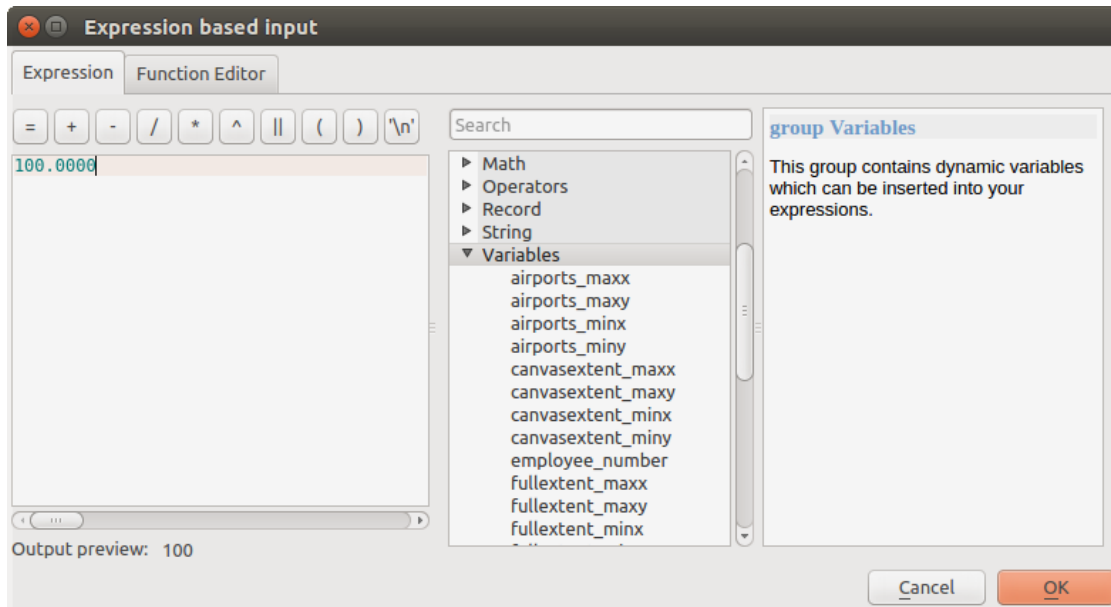 Expression based input
Expression
Function Editor
= + - / * ^ || ( ) '\n'
100.0000
Output preview: 100
Search
Math
Operators
Record
String
Variables
airports_maxx
airports_maxy
airports_minx
airports_miny
canvasextent_maxx
canvasextent_maxy
canvasextent_minx
canvasextent_miny
employee_number
fullextent_maxx
fullextent_maxy
fullextent_minx
group Variables
This group contains dynamic variables
which can be inserted into your
expressions.
Cancel
OK